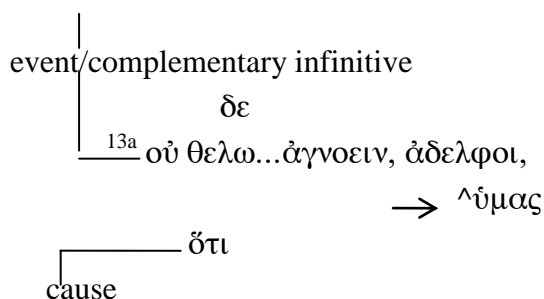 event/complementary infinitive
δε
13a οὐ θελω...ἀγνοειν, ἀδελφοι,
^ὑμας
ὅτι
cause